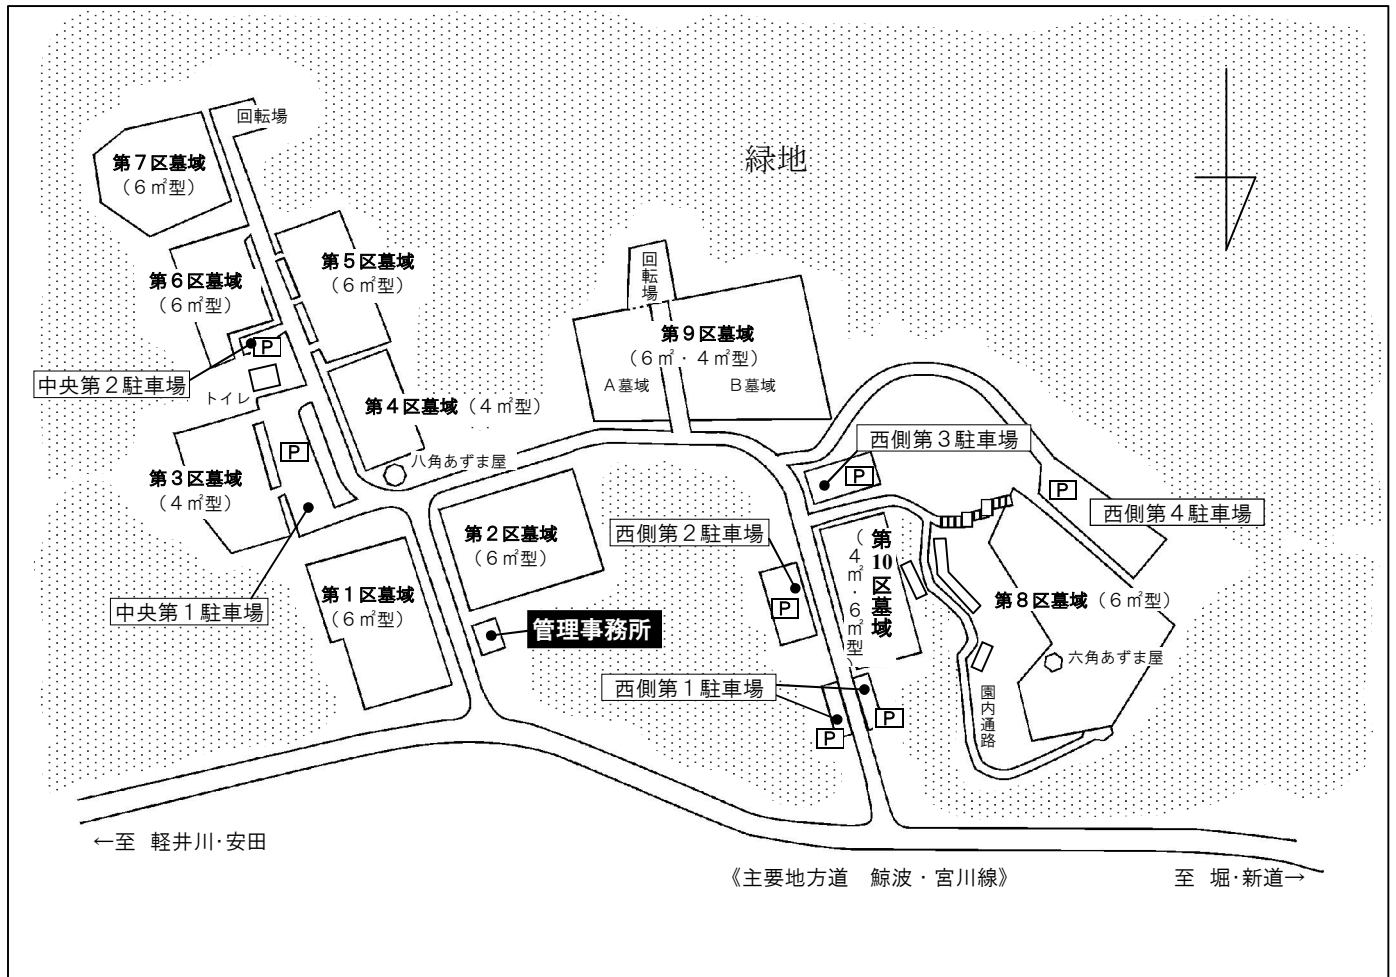 回転場
緑地
第７区墓域
（６㎡型）
第５区墓域
（６㎡型）
第６区墓域
（６㎡型）
回転場
第９区墓域
（６㎡・４㎡型）
Ａ墓域
Ｂ墓域
P
中央第２駐車場
トイレ
第４区墓域（４㎡型）
西側第３駐車場
P
P
八角あずま屋
第３区墓域
（４㎡型）
P
西側第４駐車場
第２区墓域
（６㎡型）
西側第２駐車場
P
第10区墓域
（４㎡・６㎡型）
第１区墓域
（６㎡型）
第８区墓域（６㎡型）
中央第１駐車場
管理事務所
六角あずま屋
西側第１駐車場
P
P
園内通路
←至 軽井川・安田
《主要地方道 鯨波・宮川線》
至 堀・新道→